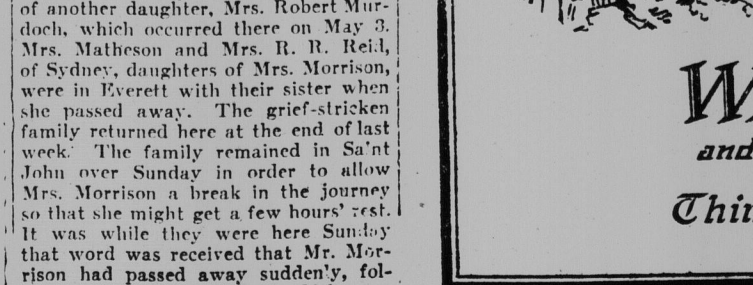 of another daughter, Mrs. Robert Mur-
doch, which occurred there on May 3.
Mrs. Matheson and Mrs. R. R. Reid,
of Sydney, daughters of Mrs. Morrison,
were in Everett with their sister when
she passed away. The grief-stricken
family returned here at the end of last
week. The family remained in Sa'nt
John over Sunday in order to allow
Mrs. Morrison a break in the journey
so that she might get a few hours' rest.
It was while they were here Sunday
that word was received that Mr. Mor-
rison had passed away sudden'y, fol-
and